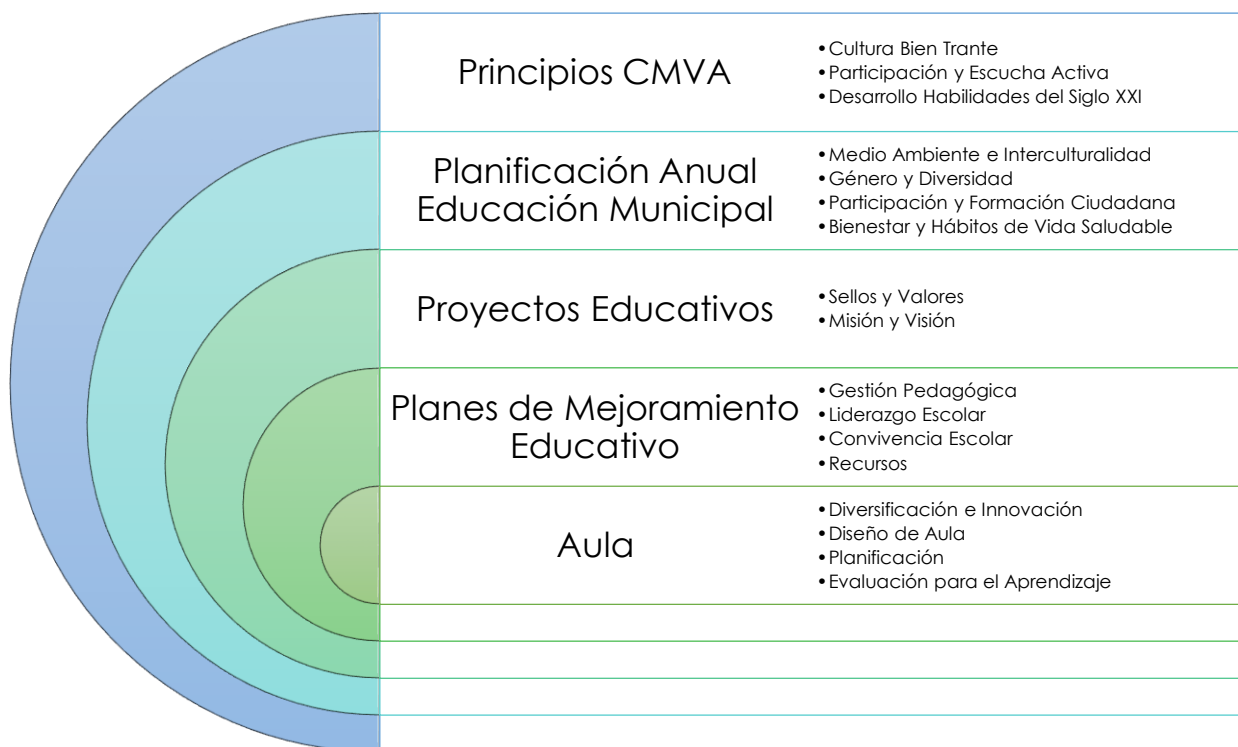 Principios CMVA
•Cultura Bien Trante
•Participación y Escucha Activa
•Desarrollo Habilidades del Siglo XXI
Planificación Anual
Educación Municipal
•Medio Ambiente e Interculturalidad
•Género y Diversidad
•Participación y Formación Ciudadana
•Bienestar y Hábitos de Vida Saludable
Proyectos Educativos
•Sellos y Valores
•Misión y Visión
Planes de Mejoramiento
Educativo
•Gestión Pedagógica
•Liderazgo Escolar
•Convivencia Escolar
•Recursos
Aula
•Diversificación e Innovación
•Diseño de Aula
•Planificación
•Evaluación para el Aprendizaje